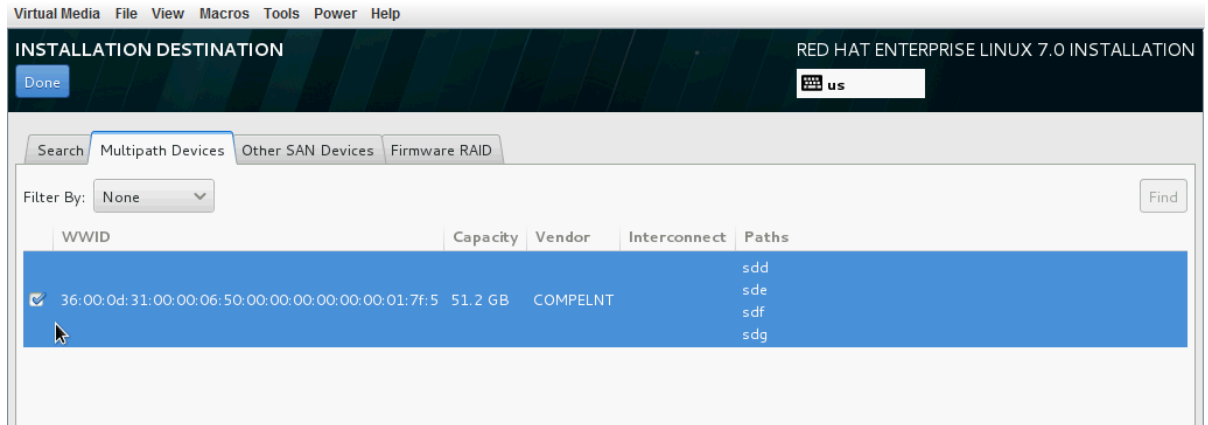 Virtual Media File View Macros Tools Power Help
INSTALLATION DESTINATION
RED HAT ENTERPRISE LINUX 7.0 INSTALLATION
Done
us
Search Multipath Devices Other SAN Devices Firmware RAID
Filter By: None
Find
WWID Capacity Vendor Interconnect Paths
sdd
sde
36:00:0d:31:00:00:06:50:00:00:00:00:00:00:01:7f:5 51.2 GB COMPELNT
sdf
sdg